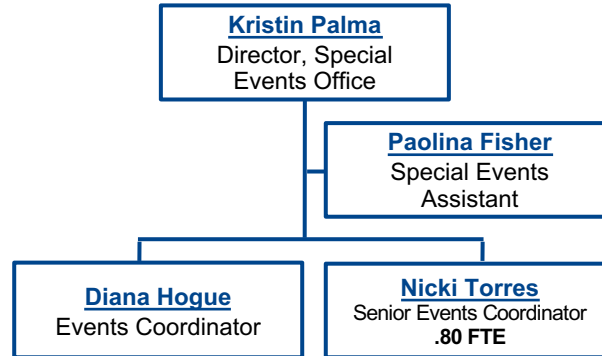 Kristin Palma
Director, Special
Events Office
Paolina Fisher
Special Events
Assistant
Diana Hogue
Events Coordinator
Nicki Torres
Senior Events Coordinator
.80 FTE